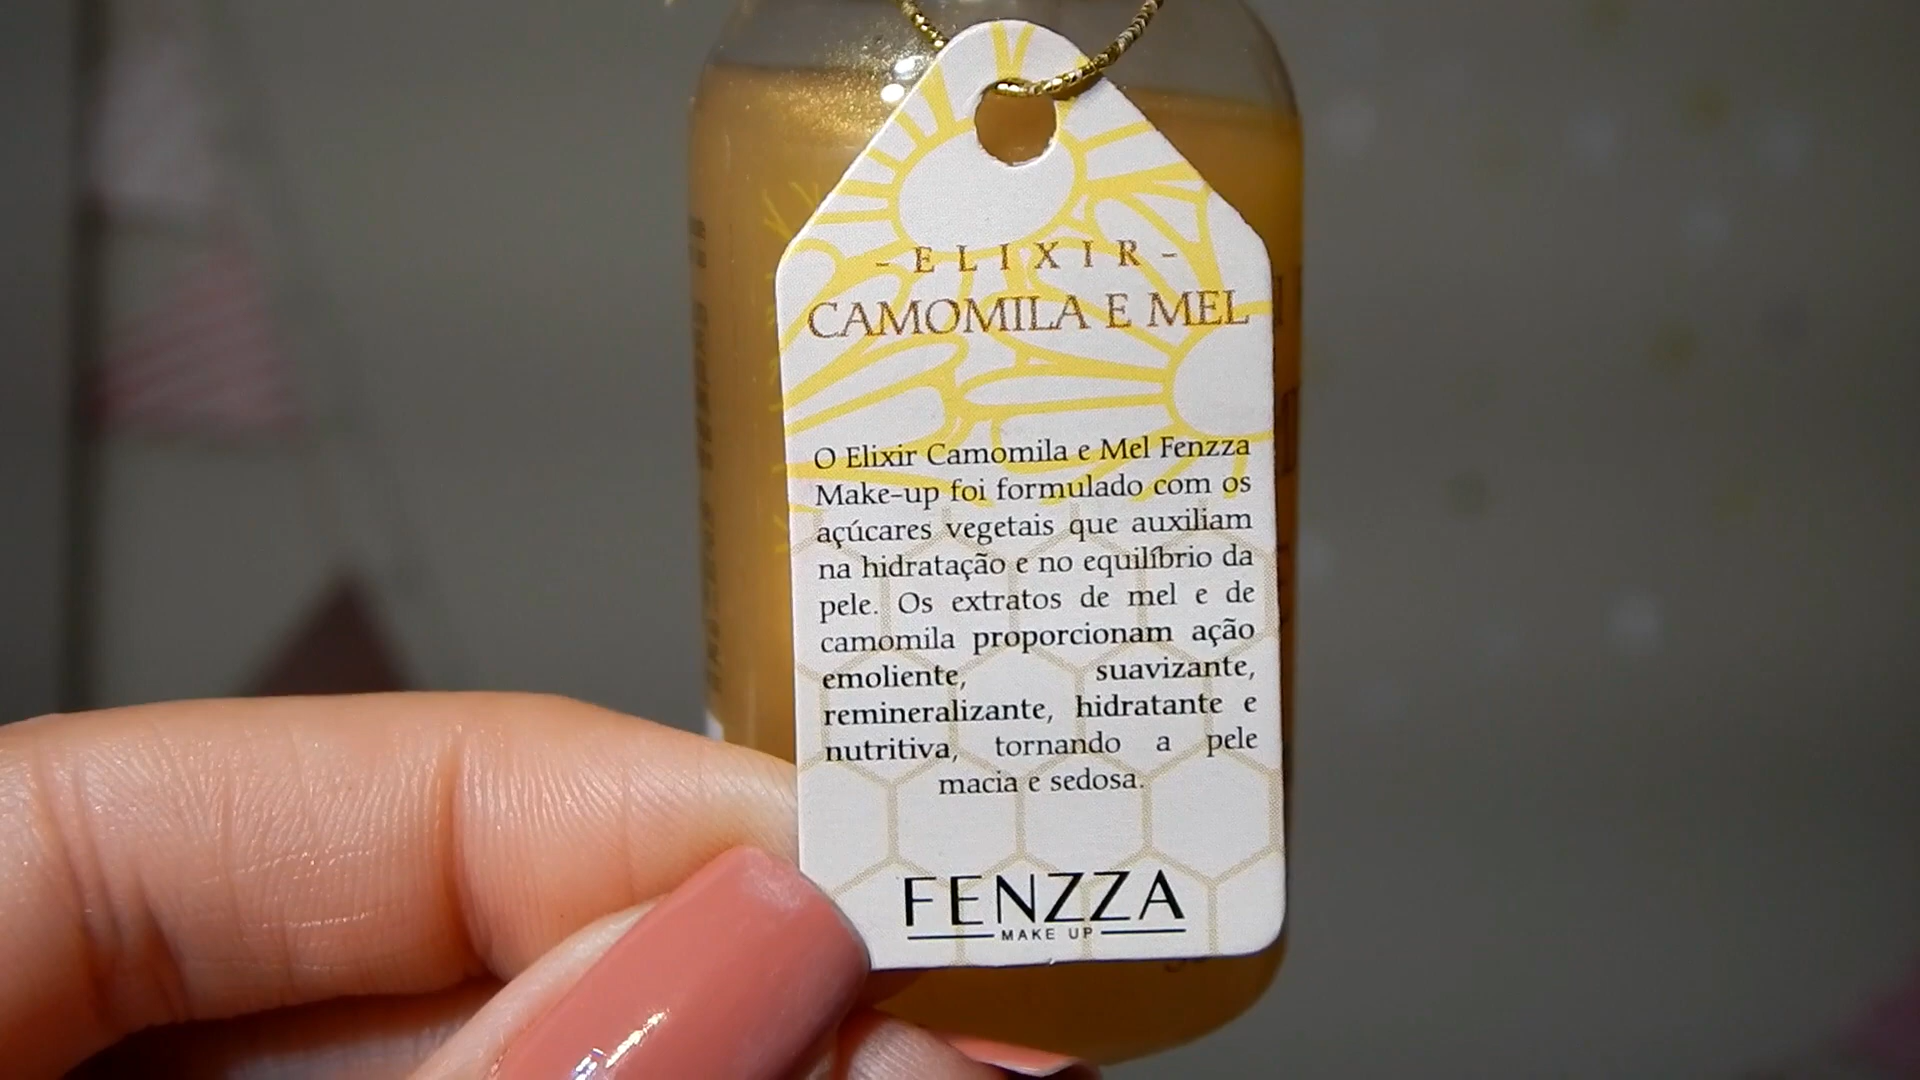 - ELIXIR -
CAMOMILA E MEL
O Elixir Camomila e Mel Fenzza
Make-up foi formulado com os
açúcares vegetais que auxiliam
na hidratação e no equilíbrio da
pele. Os extratos de mel e de
camomila proporcionam ação
emoliente, suavizante,
remineralizante, hidratante e
nutritiva, tornando a pele
macia e sedosa.
FENZZA
MAKE UP